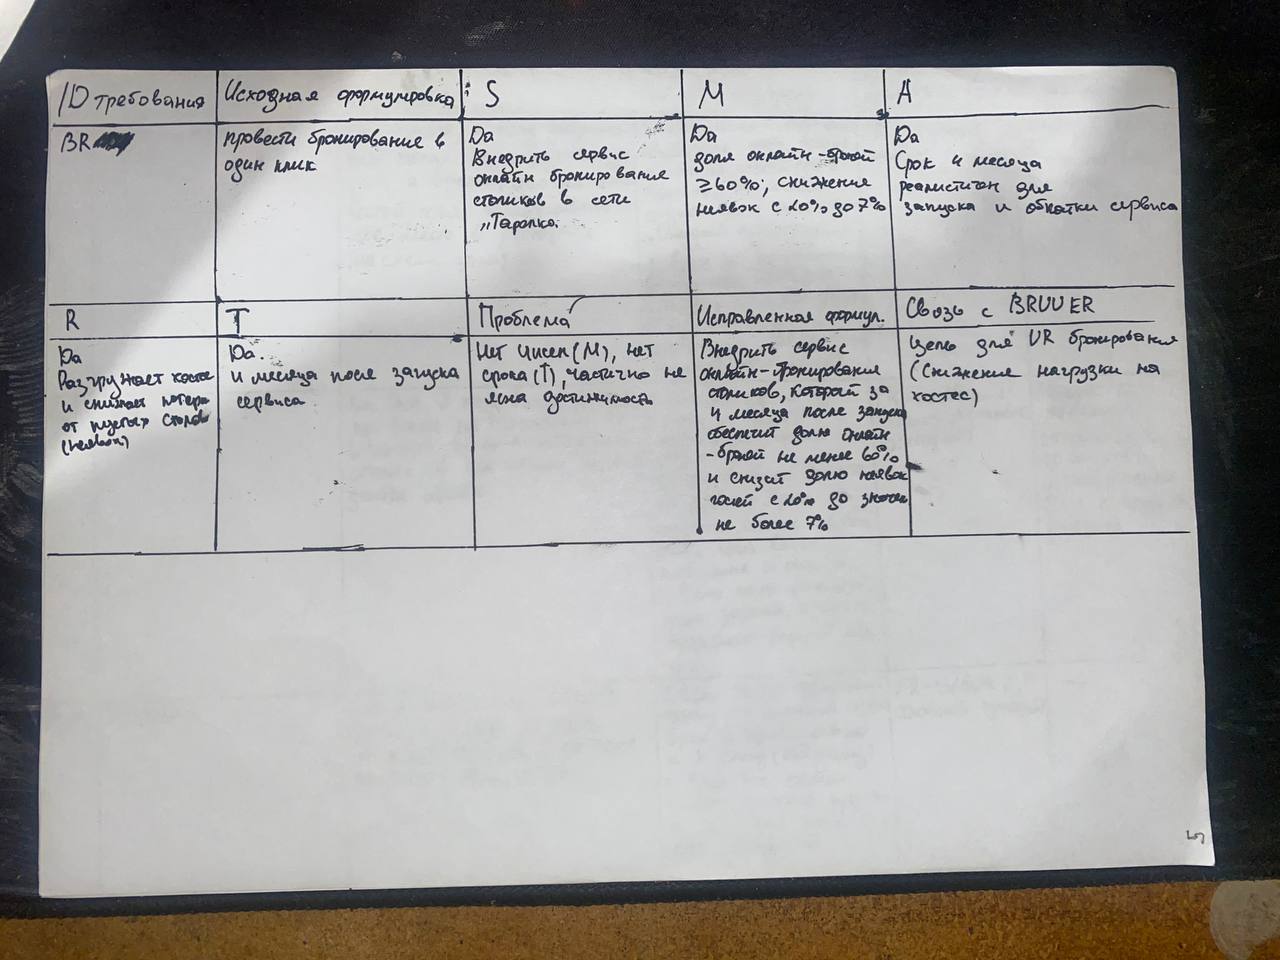 ID требования
Исходная формулировка
S
M
A
BR
провести бронирование в
один клик
Да
Внедрить сервис
онлайн бронирование
столиков в сети
„Тарелка.
Да
доля онлайн-броней
≥60%; снижение
неявок с 20% до 7%
Да
Срок 4 месяца
реалистичен для
запуска и обкатки сервиса
R
T
Проблема
Исправленная формул.
Связь с
Да
Разгружает хостес
и снижает потери
от пустых столов
(неявок)
Да.
4 месяца после запуска
сервиса
Нет чисел (М), нет
срока (Т), частично не
ясна достижимость
Внедрить сервис
онлайн-бронирования
столиков, который за
4 месяца после запуска
обеспечит долю онлайн
-броней не менее 60%
и снизит долю неявок
гостей с 20% до
не более 7%
Цель для UR бронирования
(Снижение нагрузки на
хостес)
5